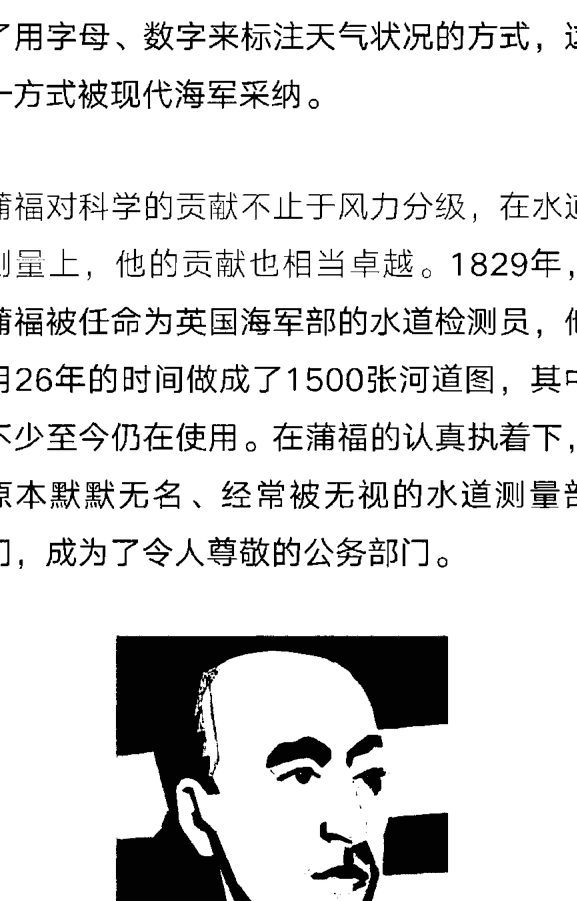 了用字母、数字来标注天气状况的方式，这
一方式被现代海军采纳。
蒲福对科学的贡献不止于风力分级，在水道
测量上，他的贡献也相当卓越。1829年，
蒲福被任命为英国海军部的水道检测员，他
用26年的时间做成了1500张河道图，其中
不少至今仍在使用。在蒲福的认真执着下，
原本默默无名、经常被无视的水道测量部
门，成为了令人尊敬的公务部门。